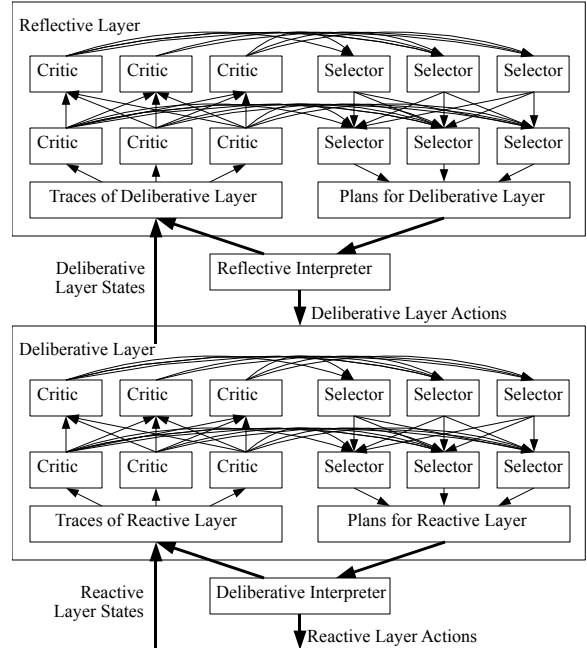 Reflective Layer
Critic Critic Critic Selector Selector Selector
Critic Critic Critic Selector Selector Selector
Traces of Deliberative Layer Plans for Deliberative Layer
Deliberative
Layer States
Reflective Interpreter
Deliberative Layer Actions
Deliberative Layer
Critic Critic Critic Selector Selector Selector
Critic Critic Critic Selector Selector Selector
Traces of Reactive Layer Plans for Reactive Layer
Reactive
Layer States
Deliberative Interpreter
Reactive Layer Actions